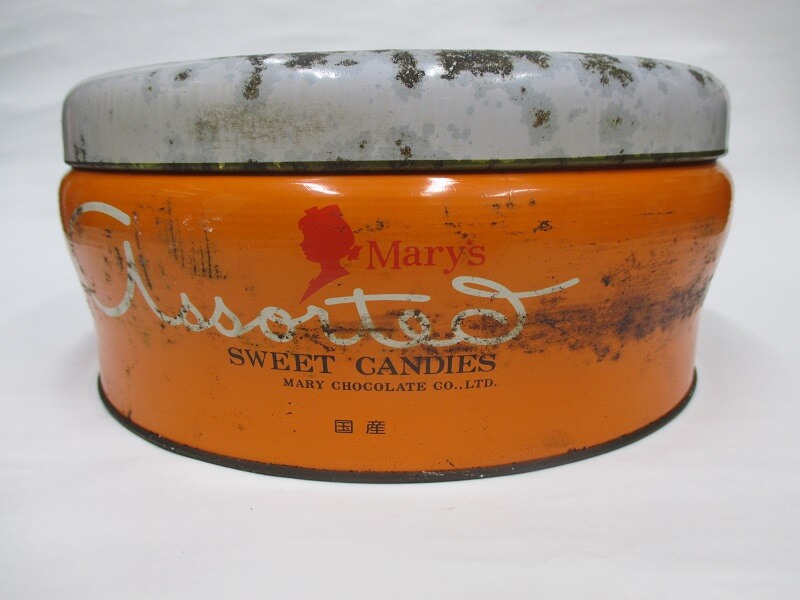 Mary's
Assorted
SWEET CANDIES
MARY CHOCOLATE CO.,LTD.
国産